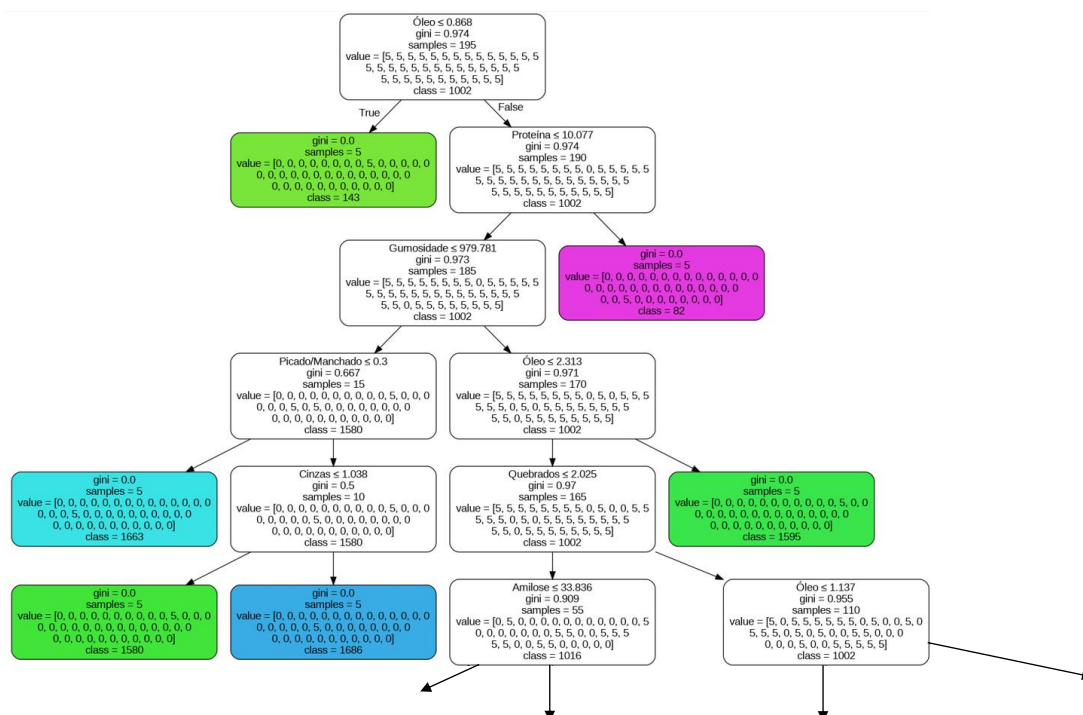 Óleo ≤ 0.868
gini = 0.974
samples = 195
value = [5, 5, 5, 5, 5, 5, 5, 5, 5, 5, 5, 5, 5, 5
5, 5, 5, 5, 5, 5, 5, 5, 5, 5, 5, 5, 5, 5
5, 5, 5, 5, 5, 5, 5, 5, 5, 5, 5]
class = 1002
True
False
gini = 0.0
samples = 5
value = [0, 0, 0, 0, 0, 0, 0, 0, 5, 0, 0, 0, 0, 0
0, 0, 0, 0, 0, 0, 0, 0, 0, 0, 0, 0, 0, 0
0, 0, 0, 0, 0, 0, 0, 0, 0, 0, 0]
class = 143
Proteína ≤ 10.077
gini = 0.974
samples = 190
value = [5, 5, 5, 5, 5, 5, 5, 5, 0, 5, 5, 5, 5, 5
5, 5, 5, 5, 5, 5, 5, 5, 5, 5, 5, 5, 5, 5
5, 5, 5, 5, 5, 5, 5, 5, 5, 5, 5]
class = 1002
Gumosidade ≤ 979.781
gini = 0.973
samples = 185
value = [5, 5, 5, 5, 5, 5, 5, 5, 0, 5, 5, 5, 5, 5
5, 5, 5, 5, 5, 5, 5, 5, 5, 5, 5, 5, 5, 5
5, 5, 0, 5, 5, 5, 5, 5, 5, 5, 5]
class = 1002
gini = 0.0
samples = 5
value = [0, 0, 0, 0, 0, 0, 0, 0, 0, 0, 0, 0, 0, 0
0, 0, 0, 0, 0, 0, 0, 0, 0, 0, 0, 0, 0, 0
0, 0, 5, 0, 0, 0, 0, 0, 0, 0, 0]
class = 82
Picado/Manchado ≤ 0.3
gini = 0.667
samples = 15
value = [0, 0, 0, 0, 0, 0, 0, 0, 0, 0, 5, 0, 0, 0
0, 0, 0, 5, 0, 5, 0, 0, 0, 0, 0, 0, 0, 0
0, 0, 0, 0, 0, 0, 0, 0, 0, 0, 0]
class = 1580
Óleo ≤ 2.313
gini = 0.971
samples = 170
value = [5, 5, 5, 5, 5, 5, 5, 5, 0, 5, 0, 5, 5, 5
5, 5, 5, 0, 5, 0, 5, 5, 5, 5, 5, 5, 5, 5
5, 5, 0, 5, 5, 5, 5, 5, 5, 5, 5]
class = 1002
gini = 0.0
samples = 5
value = [0, 0, 0, 0, 0, 0, 0, 0, 0, 0, 0, 0, 0, 0
0, 0, 0, 5, 0, 0, 0, 0, 0, 0, 0, 0, 0, 0
0, 0, 0, 0, 0, 0, 0, 0, 0, 0, 0]
class = 1663
Cinzas ≤ 1.038
gini = 0.5
samples = 10
value = [0, 0, 0, 0, 0, 0, 0, 0, 0, 0, 5, 0, 0, 0
0, 0, 0, 0, 0, 5, 0, 0, 0, 0, 0, 0, 0, 0
0, 0, 0, 0, 0, 0, 0, 0, 0, 0, 0]
class = 1580
Quebrados ≤ 2.025
gini = 0.97
samples = 165
value = [5, 5, 5, 5, 5, 5, 5, 5, 0, 5, 0, 0, 5, 5
5, 5, 5, 0, 5, 0, 5, 5, 5, 5, 5, 5, 5, 5
5, 5, 0, 5, 5, 5, 5, 5, 5, 5, 5]
class = 1002
gini = 0.0
samples = 5
value = [0, 0, 0, 0, 0, 0, 0, 0, 0, 0, 0, 5, 0, 0
0, 0, 0, 0, 0, 0, 0, 0, 0, 0, 0, 0, 0, 0
0, 0, 0, 0, 0, 0, 0, 0, 0, 0, 0]
class = 1595
gini = 0.0
samples = 5
value = [0, 0, 0, 0, 0, 0, 0, 0, 0, 0, 5, 0, 0, 0
0, 0, 0, 0, 0, 0, 0, 0, 0, 0, 0, 0, 0, 0
0, 0, 0, 0, 0, 0, 0, 0, 0, 0, 0]
class = 1580
gini = 0.0
samples = 5
value = [0, 0, 0, 0, 0, 0, 0, 0, 0, 0, 0, 0, 0, 0
0, 0, 0, 0, 0, 5, 0, 0, 0, 0, 0, 0, 0, 0
0, 0, 0, 0, 0, 0, 0, 0, 0, 0, 0]
class = 1686
Amilose ≤ 33.836
gini = 0.909
samples = 55
value = [0, 5, 0, 0, 0, 0, 0, 0, 0, 0, 0, 0, 0, 5
0, 0, 0, 0, 0, 0, 0, 5, 5, 0, 0, 5, 5, 5
5, 5, 0, 0, 5, 5, 0, 0, 0, 0, 0]
class = 1016
Óleo ≤ 1.137
gini = 0.955
samples = 110
value = [5, 0, 5, 5, 5, 5, 5, 5, 0, 5, 0, 0, 5, 0
5, 5, 5, 0, 5, 0, 5, 0, 0, 5, 5, 0, 0, 0
0, 0, 0, 5, 0, 0, 5, 5, 5, 5, 5]
class = 1002